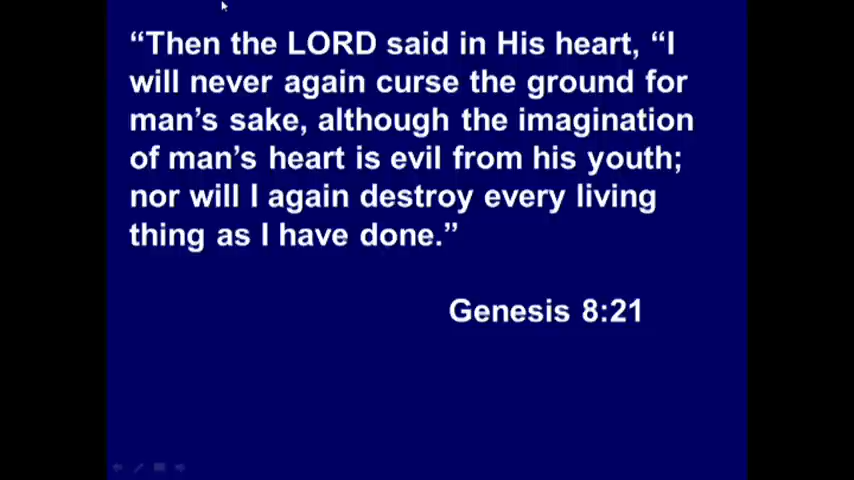 “Then the LORD said in His heart, “I
will never again curse the ground for
man’s sake, although the imagination
of man’s heart is evil from his youth;
nor will I again destroy every living
thing as I have done.”
Genesis 8:21